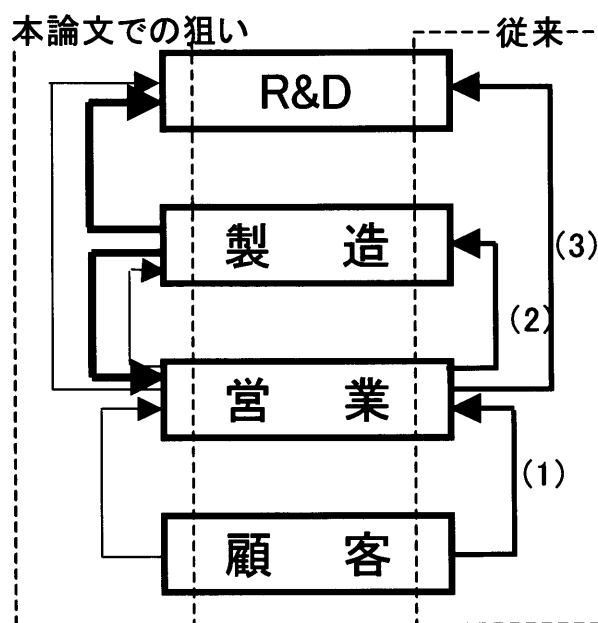 本論文での狙い
従来
R&D
製造
(3)
(2)
営業
(1)
顧客